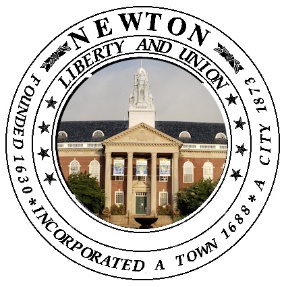 NEWTON
LIBERTY AND UNION
FOUNDED 1630 * INCORPORATED A TOWN 1688 * A CITY 1873